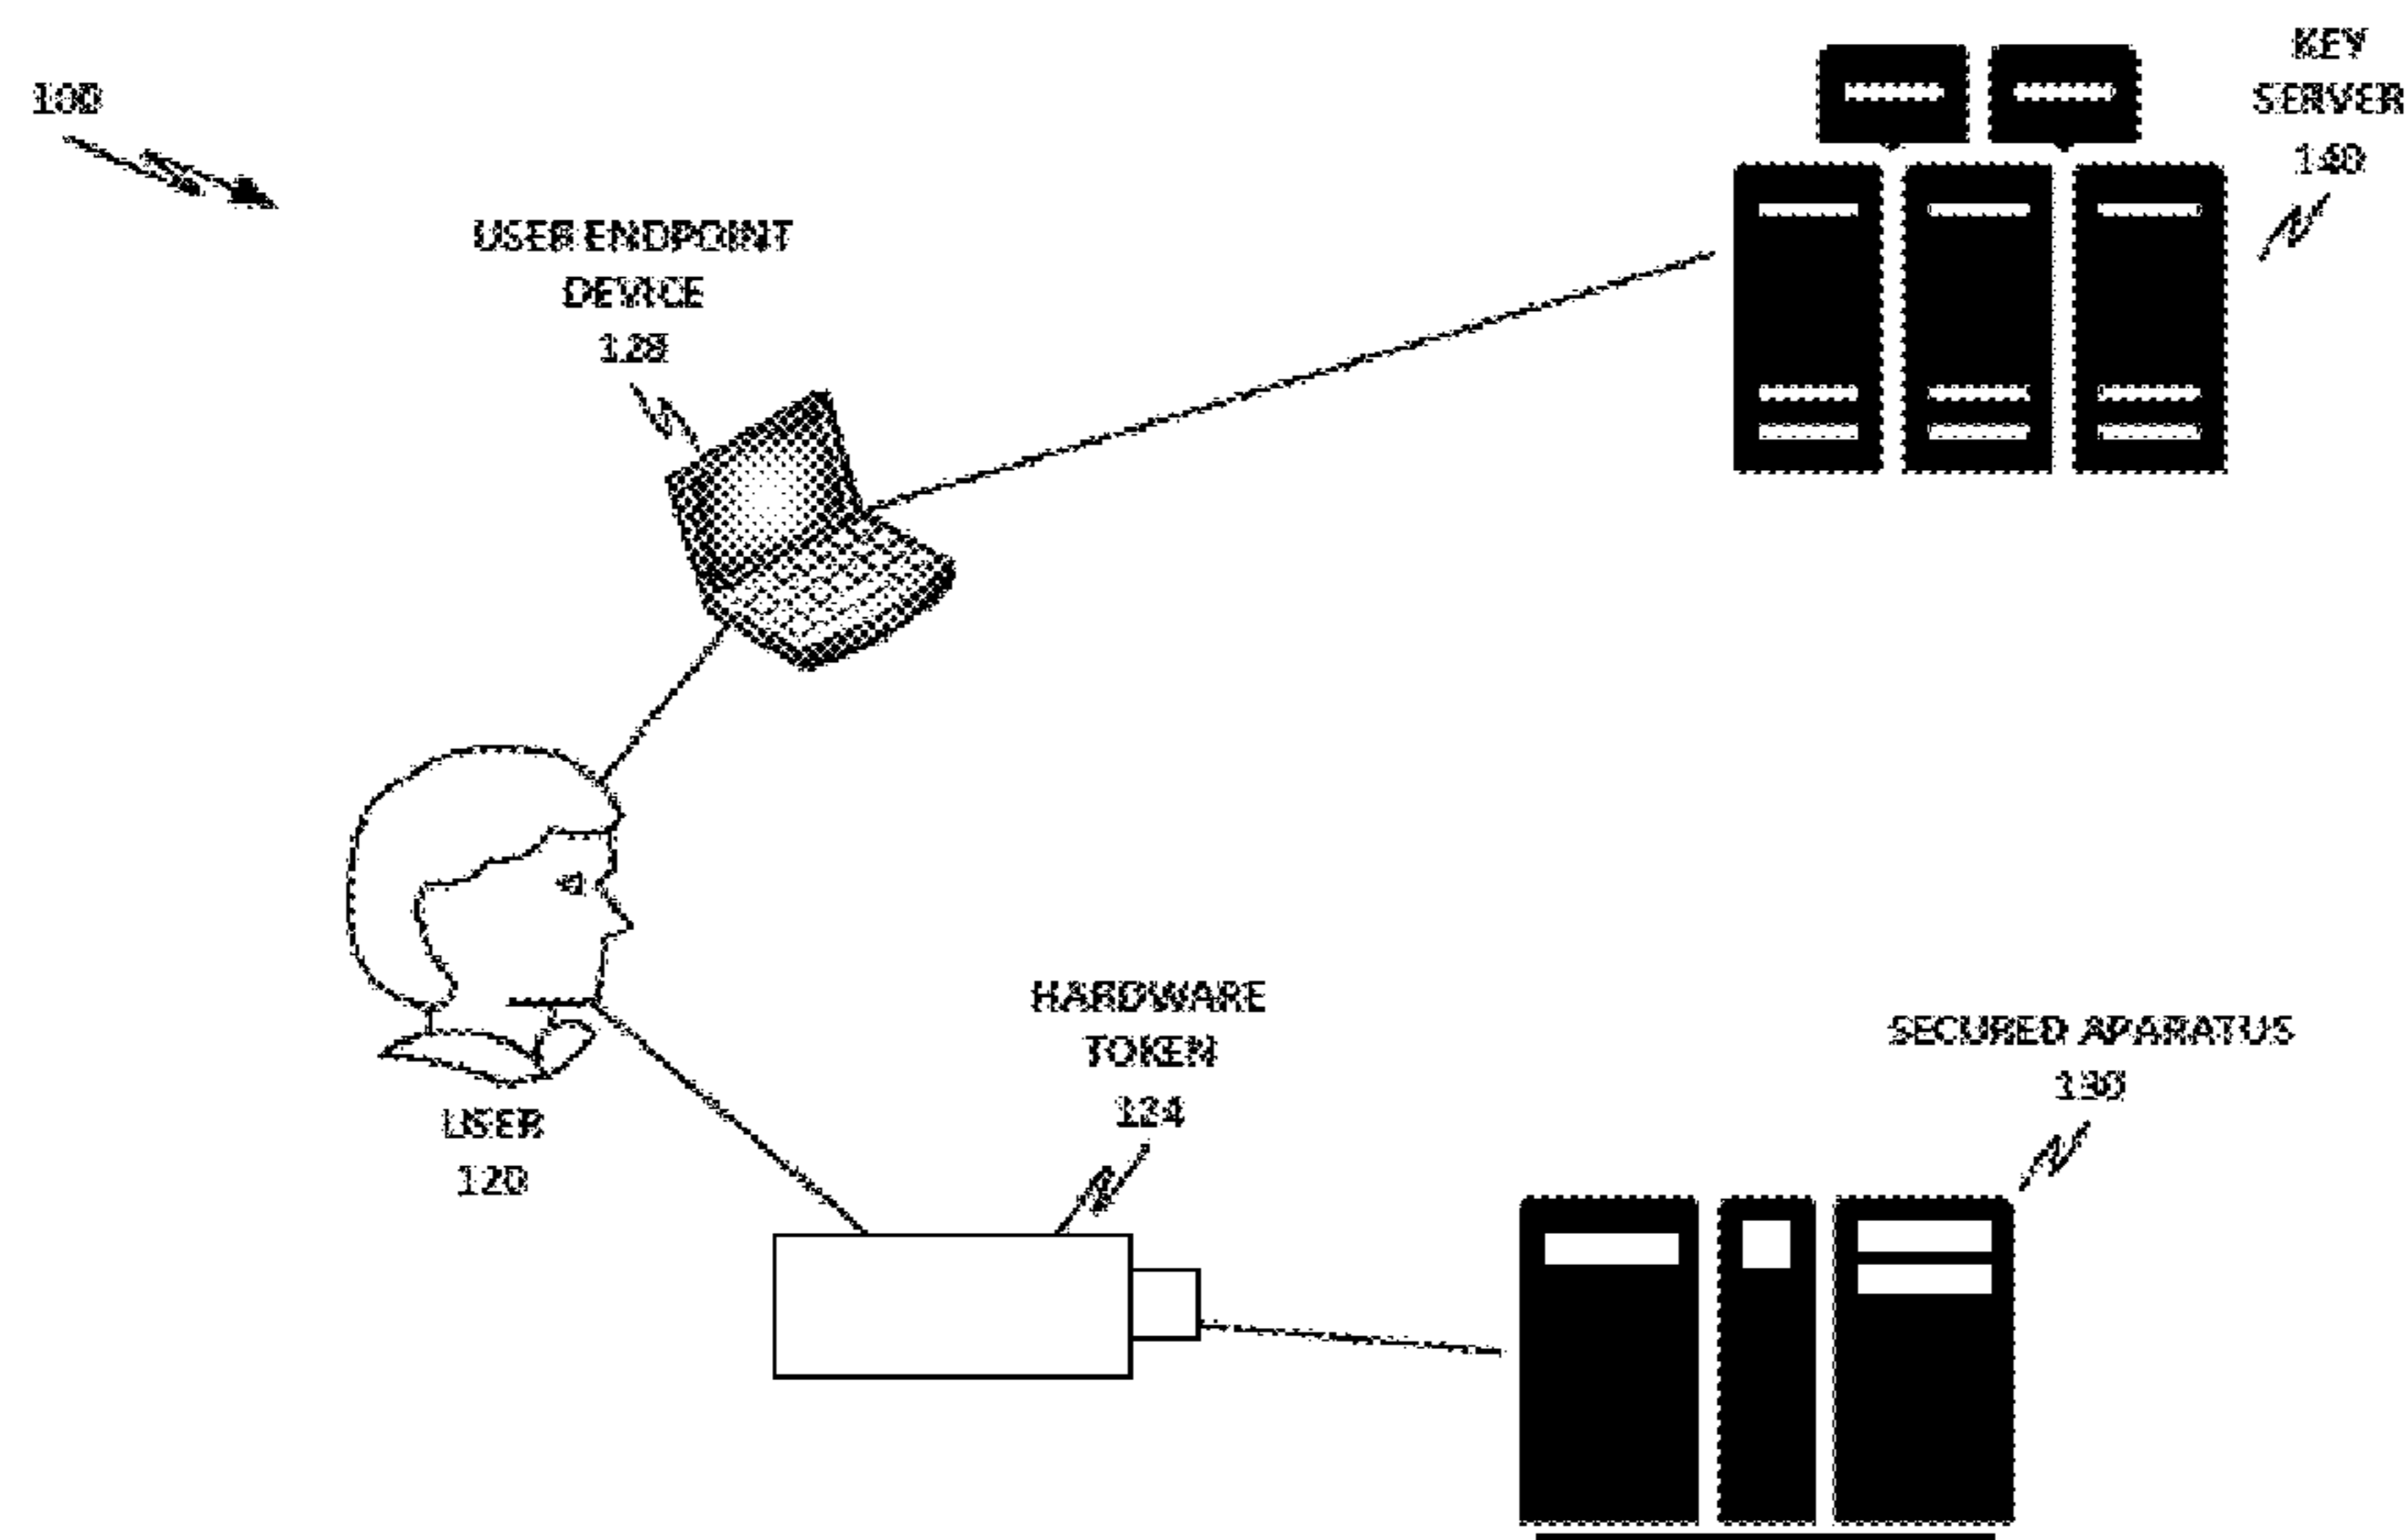 100
KEY
SERVER
140
USER ENDPOINT
DEVICE
128
HARDWARE
TOKEN
124
SECURED APARATUS
130
USER
120